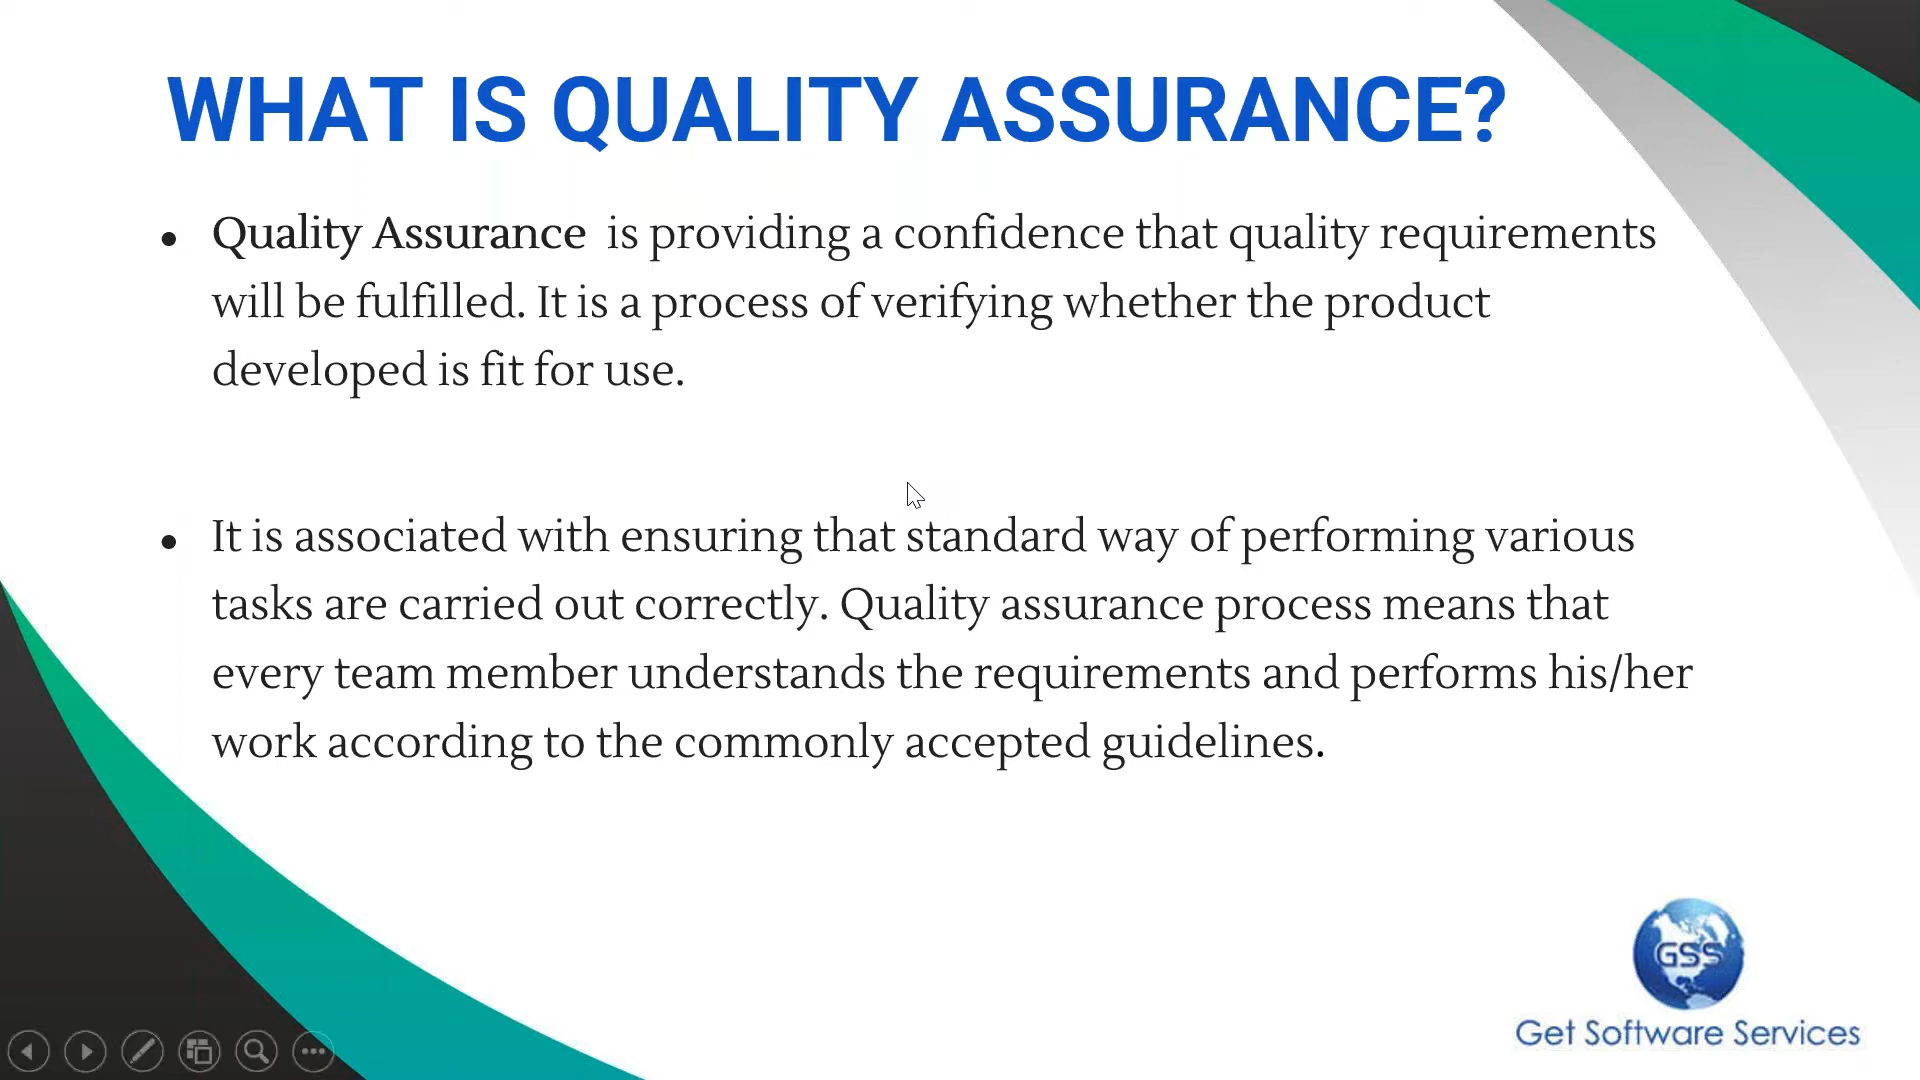 WHAT IS QUALITY ASSURANCE?
• Quality Assurance is providing a confidence that quality requirements
will be fulfilled. It is a process of verifying whether the product
developed is fit for use.
• It is associated with ensuring that standard way of performing various
tasks are carried out correctly. Quality assurance process means that
every team member understands the requirements and performs his/her
work according to the commonly accepted guidelines.
GSS
Get Software Services